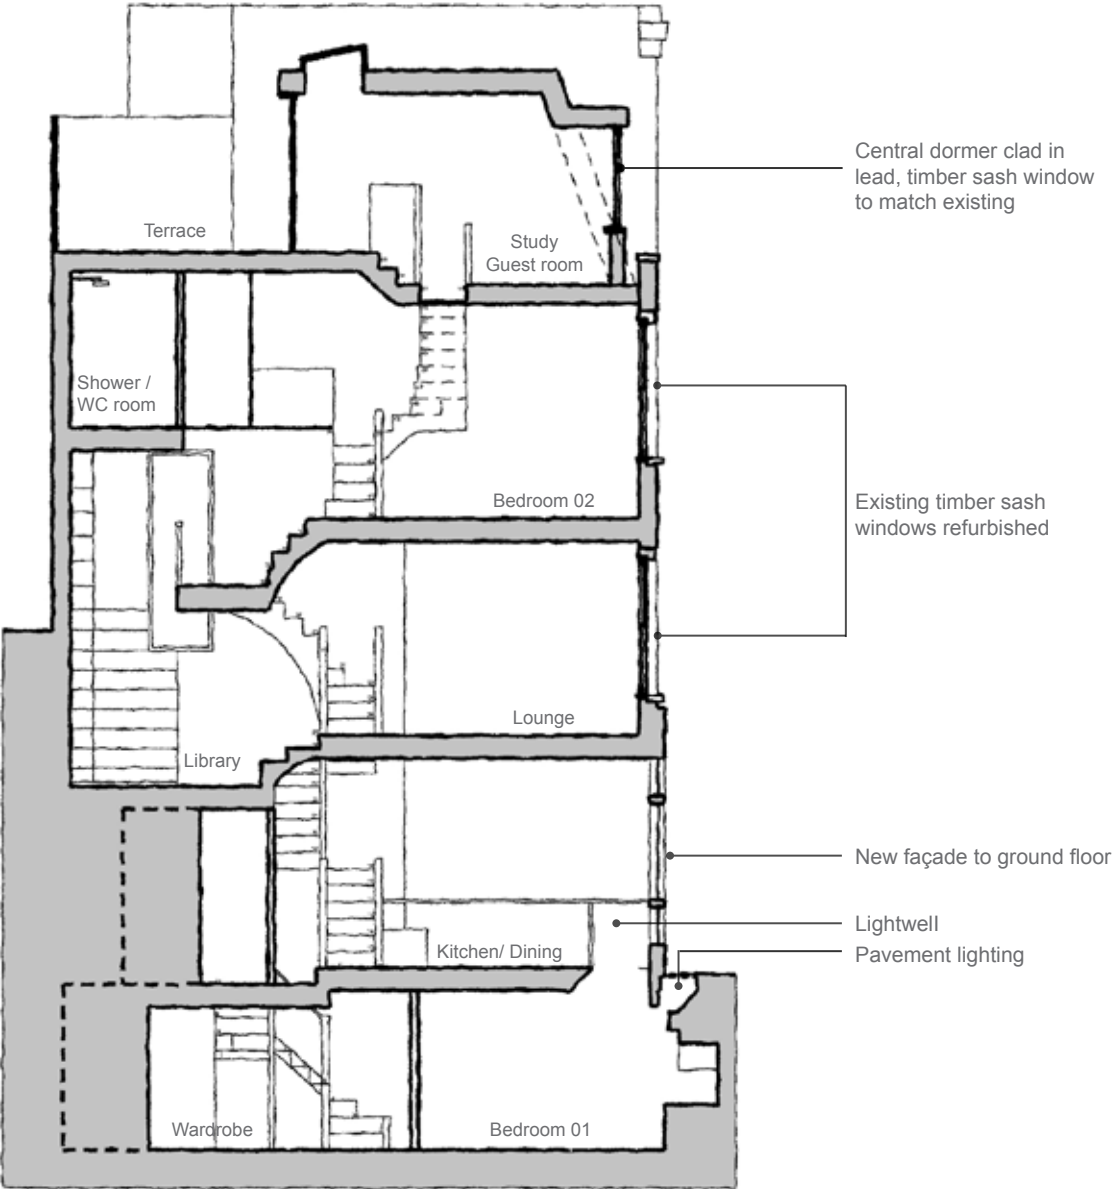 Central dormer clad in
lead, timber sash window
to match existing
Terrace
Study
Guest room
Shower /
WC room
Bedroom 02
Existing timber sash
windows refurbished
Lounge
Library
New façade to ground floor
Lightwell
Kitchen/ Dining
Pavement lighting
Wardrobe
Bedroom 01